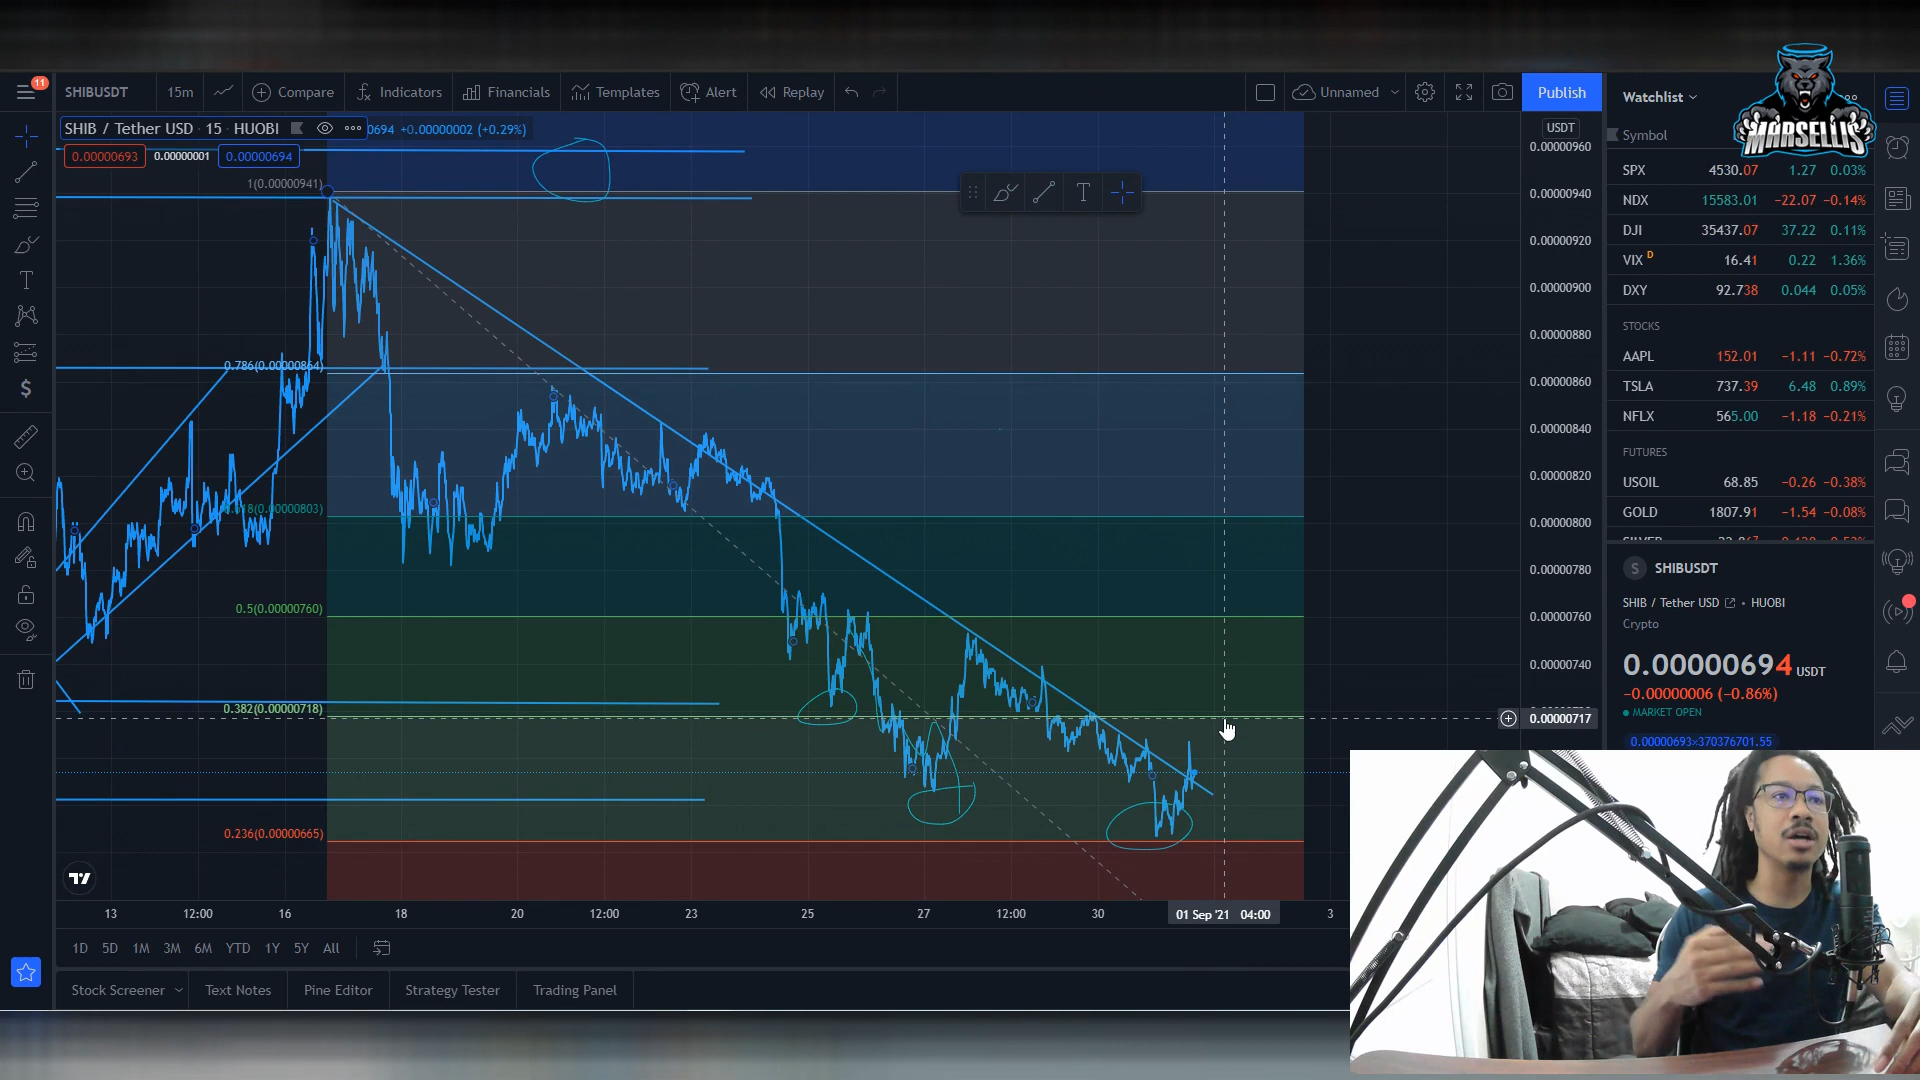 11
SHIBUSDT 15m Compare Indicators Financials Templates Alert Replay Unnamed Publish
SHIB / Tether USD · 15 · HUOBI 0694 +0.00000002 (+0.29%)
0.00000693 0.00000001 0.00000694
USDT
0.00000960
0.00000940
0.00000920
0.00000900
0.00000880
0.00000860
0.00000840
0.00000820
0.00000800
0.00000780
0.00000760
0.00000740
0.00000717
1(0.00000941)
0.786(0.00000864)
0.5(0.00000760)
0.382(0.00000718)
0.236(0.00000665)
13 12:00 16 18 20 12:00 23 25 27 12:00 30 01 Sep '21 04:00 3
1D 5D 1M 3M 6M YTD 1Y 5Y All
Stock Screener Text Notes Pine Editor Strategy Tester Trading Panel
Watchlist
MARSELLIS
Symbol
SPX 4530.07 1.27 0.03%
NDX 15583.01 −22.07 −0.14%
DJI 35437.07 37.22 0.11%
VIX D 16.41 0.22 1.36%
DXY 92.738 0.044 0.05%
STOCKS
AAPL 152.01 −1.11 −0.72%
TSLA 737.39 6.48 0.89%
NFLX 565.00 −1.18 −0.21%
FUTURES
USOIL 68.85 −0.26 −0.38%
GOLD 1807.91 −1.54 −0.08%
S SHIBUSDT
SHIB / Tether USD • HUOBI
Crypto
0.00000694 USDT
−0.00000006 (−0.86%)
MARKET OPEN
0.00000693×370376701.55